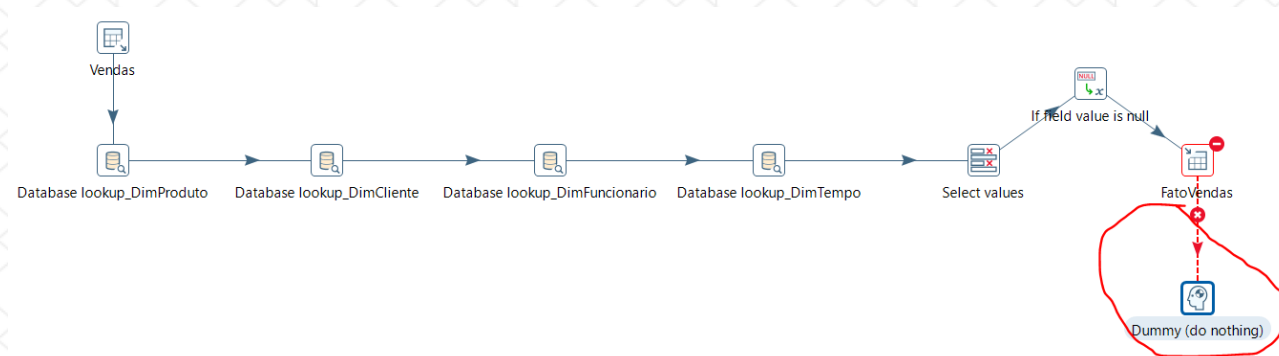 Vendas
NULL
x
If field value is null
Database lookup_DimProduto
Database lookup_DimCliente
Database lookup_DimFuncionario
Database lookup_DimTempo
Select values
FatoVendas
Dummy (do nothing)